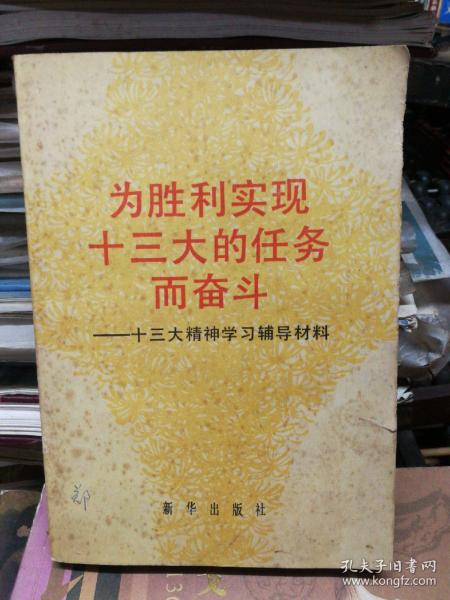 为胜利实现
十三大的任务
而奋斗
——十三大精神学习辅导材料
郑
新华出版社
孔夫子旧书网
www.kongfz.com